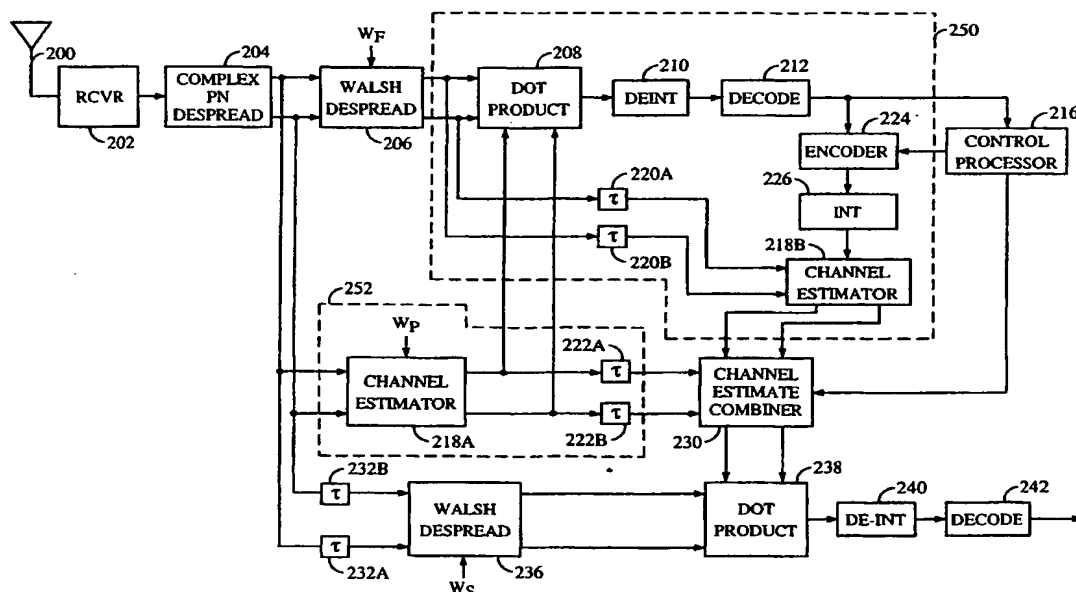 200
RCVR
202
204
COMPLEX
PN
DESPREAD
WF
WALSH
DESPREAD
206
208
DOT
PRODUCT
210
DEINT
212
DECODE
250
224
ENCODER
216
CONTROL
PROCESSOR
226
INT
220A
τ
τ
220B
218B
CHANNEL
ESTIMATOR
252
WP
CHANNEL
ESTIMATOR
218A
222A
τ
τ
222B
CHANNEL
ESTIMATE
COMBINER
230
232B
τ
τ
232A
WALSH
DESPREAD
236
WS
238
DOT
PRODUCT
240
DE-INT
242
DECODE